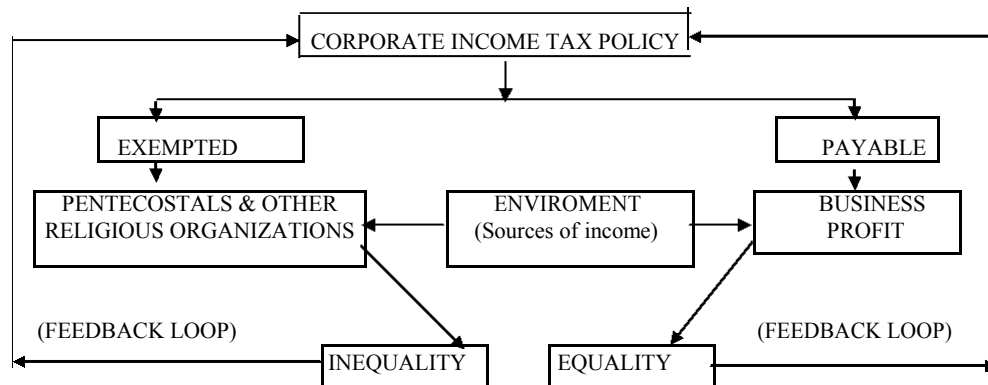 CORPORATE INCOME TAX POLICY
EXEMPTED
PAYABLE
PENTECOSTALS & OTHER
RELIGIOUS ORGANIZATIONS
ENVIROMENT
(Sources of income)
BUSINESS
PROFIT
(FEEDBACK LOOP)
(FEEDBACK LOOP)
INEQUALITY
EQUALITY